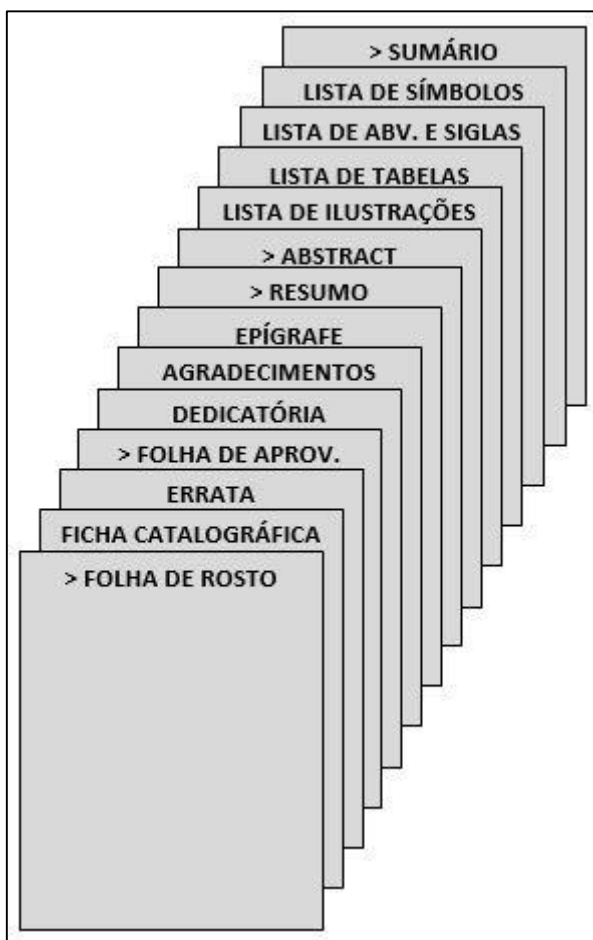 > SUMÁRIO
LISTA DE SÍMBOLOS
LISTA DE ABV. E SIGLAS
LISTA DE TABELAS
LISTA DE ILUSTRAÇÕES
> ABSTRACT
> RESUMO
EPÍGRAFE
AGRADECIMENTOS
DEDICATÓRIA
> FOLHA DE APROV.
ERRATA
FICHA CATALOGRÁFICA
> FOLHA DE ROSTO